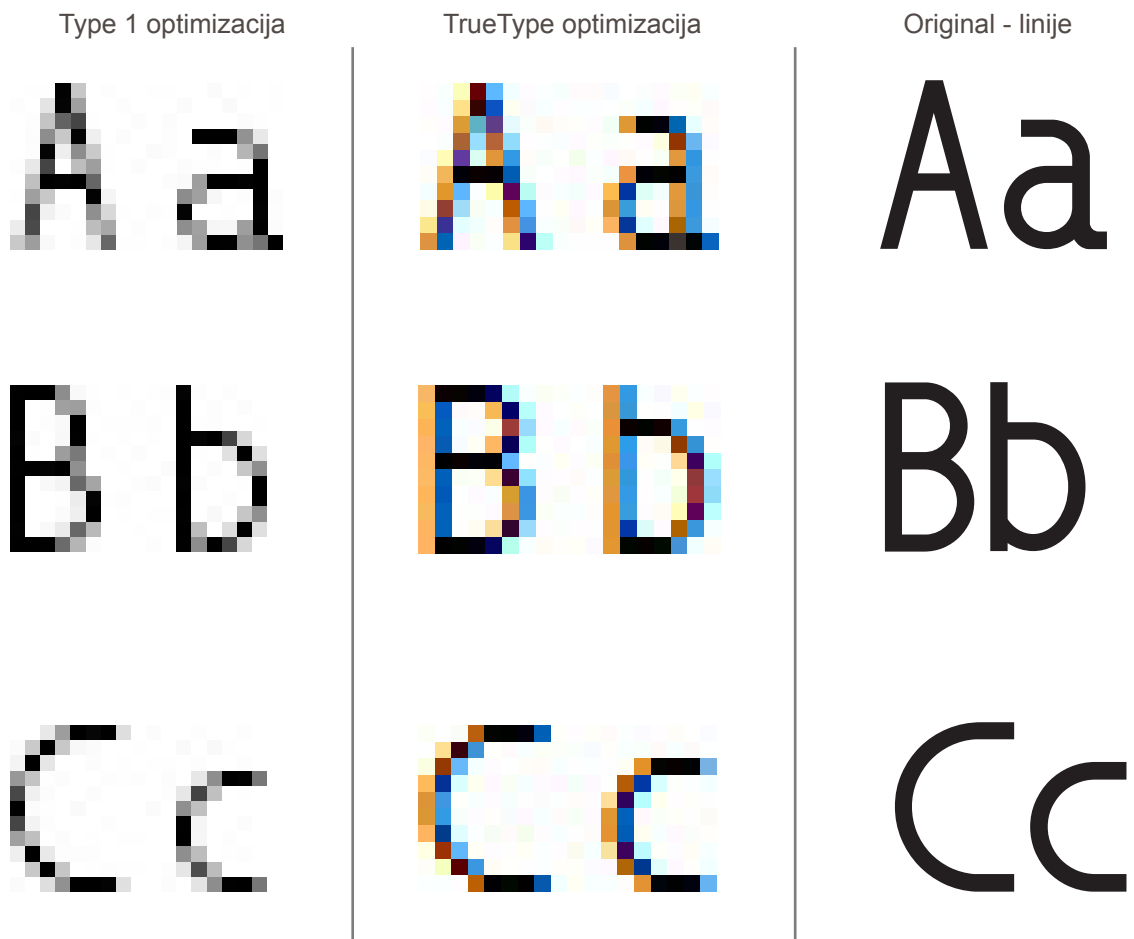 Type 1 optimizacija TrueType optimizacija Original - linije
Aa Aa Aa
Bb Bb Bb
Cc Cc Cc